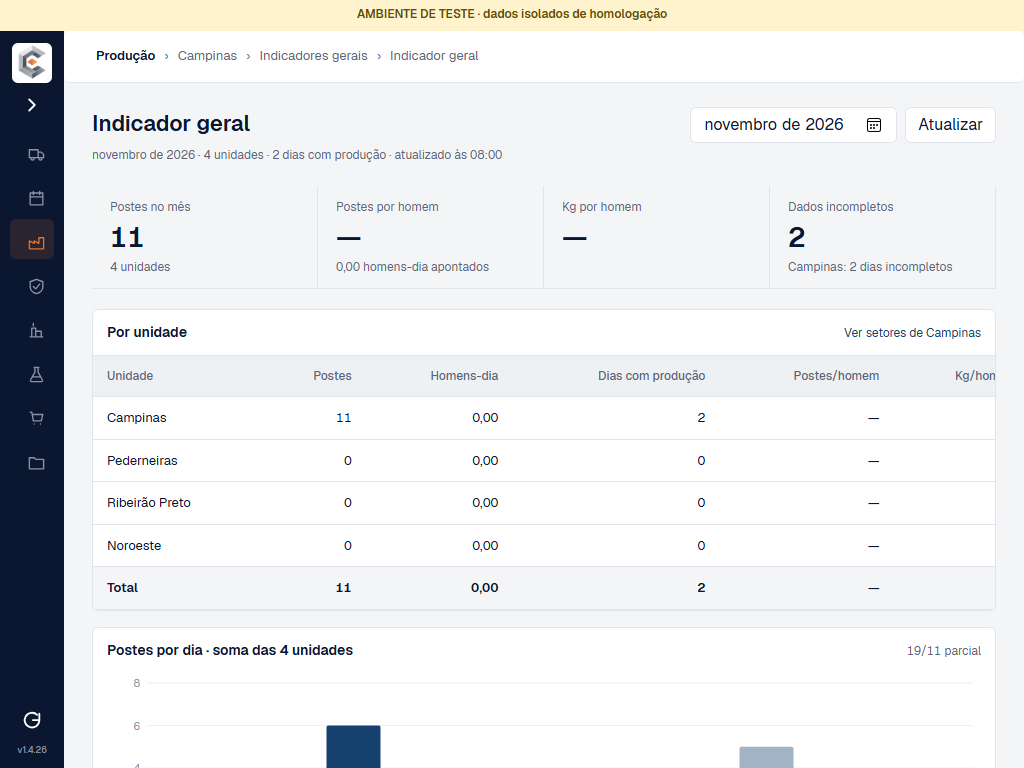 AMBIENTE DE TESTE · dados isolados de homologação
Produção › Campinas › Indicadores gerais › Indicador geral
Indicador geral
novembro de 2026
Atualizar
novembro de 2026 · 4 unidades · 2 dias com produção · atualizado às 08:00
Postes no mês
11
4 unidades
Postes por homem
—
0,00 homens-dia apontados
Kg por homem
—
Dados incompletos
2
Campinas: 2 dias incompletos
Por unidade
Ver setores de Campinas
Unidade Postes Homens-dia Dias com produção Postes/homem Kg/hom
Campinas 11 0,00 2 —
Pederneiras 0 0,00 0 —
Ribeirão Preto 0 0,00 0 —
Noroeste 0 0,00 0 —
Total 11 0,00 2 —
Postes por dia · soma das 4 unidades
19/11 parcial
8
6
4
v1.4.26